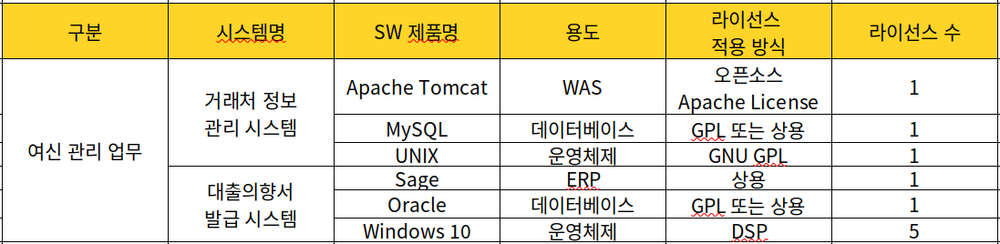 구분 시스템명 SW 제품명 용도 라이선스 적용 방식 라이선스 수
여신 관리 업무
거래처 정보
관리 시스템
Apache Tomcat WAS 오픈소스 Apache License 1
MySQL 데이터베이스 GPL 또는 상용 1
UNIX 운영체제 GNU GPL 1
대출의향서
발급 시스템
Sage ERP 상용 1
Oracle 데이터베이스 GPL 또는 상용 1
Windows 10 운영체제 DSP 5